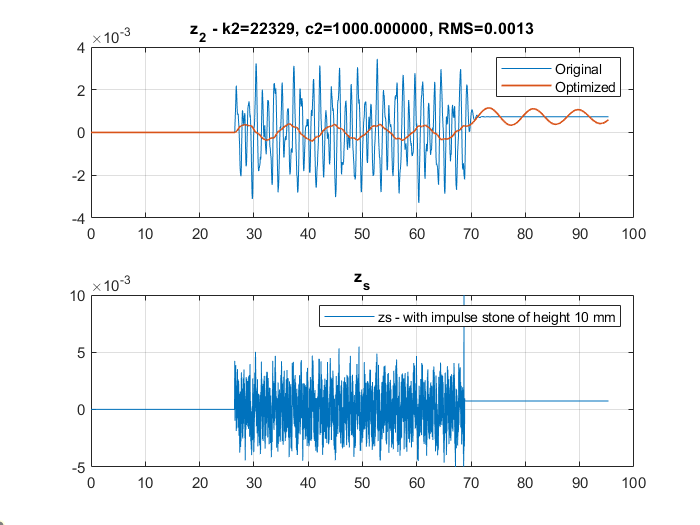 z2 - k2=22329, c2=1000.000000, RMS=0.0013
×10-3
4
2
0
-2
-4
Original
Optimized
0 10 20 30 40 50 60 70 80 90 100
zs
×10-3
10
5
0
-5
zs - with impulse stone of height 10 mm
0 10 20 30 40 50 60 70 80 90 100